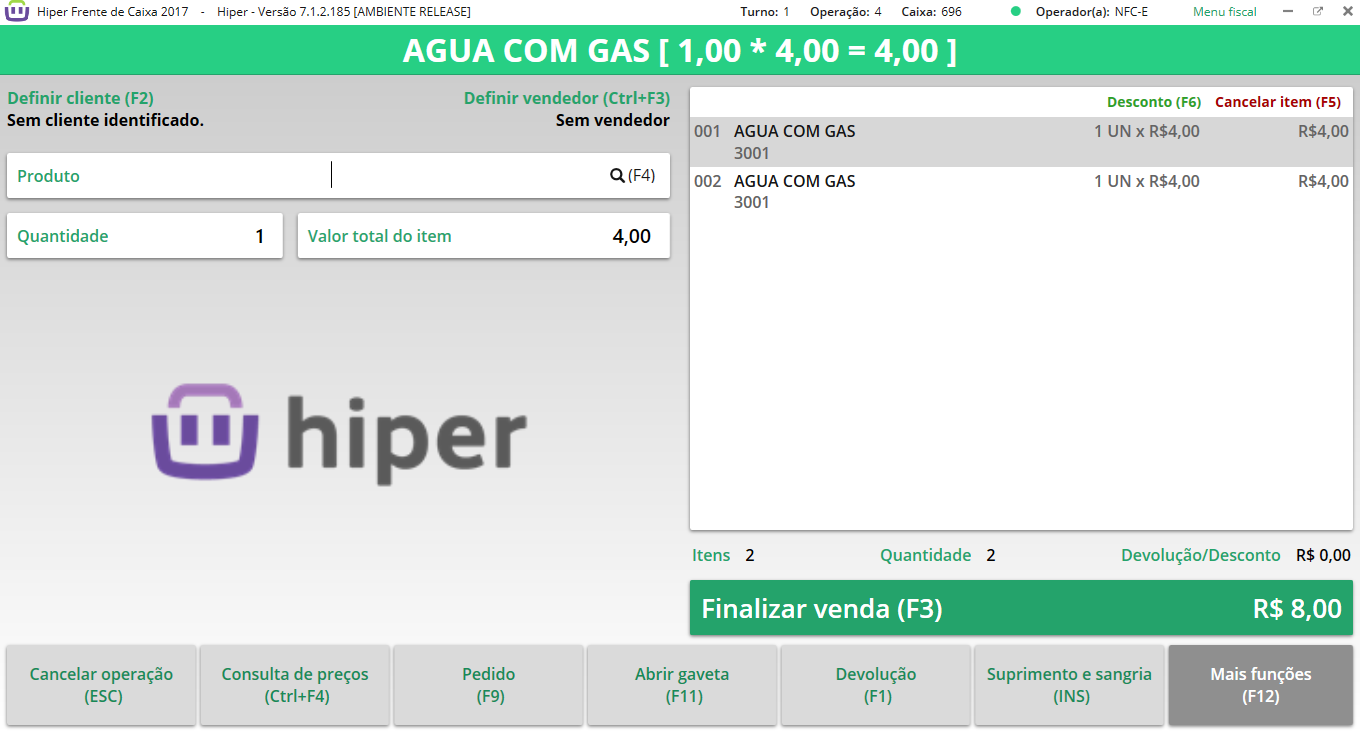 Hiper Frente de Caixa 2017 - Hiper - Versão 7.1.2.185 [AMBIENTE RELEASE] Turno: 1 Operação: 4 Caixa: 696 Operador(a): NFC-E Menu fiscal
AGUA COM GAS [ 1,00 * 4,00 = 4,00 ]
Definir cliente (F2) Definir vendedor (Ctrl+F3)
Sem cliente identificado. Sem vendedor
Produto (F4)
Quantidade 1 Valor total do item 4,00
hiper
Desconto (F6) Cancelar item (F5)
001 AGUA COM GAS 1 UN x R$4,00 R$4,00
3001
002 AGUA COM GAS 1 UN x R$4,00 R$4,00
3001
Itens 2 Quantidade 2 Devolução/Desconto R$ 0,00
Finalizar venda (F3) R$ 8,00
Cancelar operação
(ESC)
Consulta de preços
(Ctrl+F4)
Pedido
(F9)
Abrir gaveta
(F11)
Devolução
(F1)
Suprimento e sangria
(INS)
Mais funções
(F12)